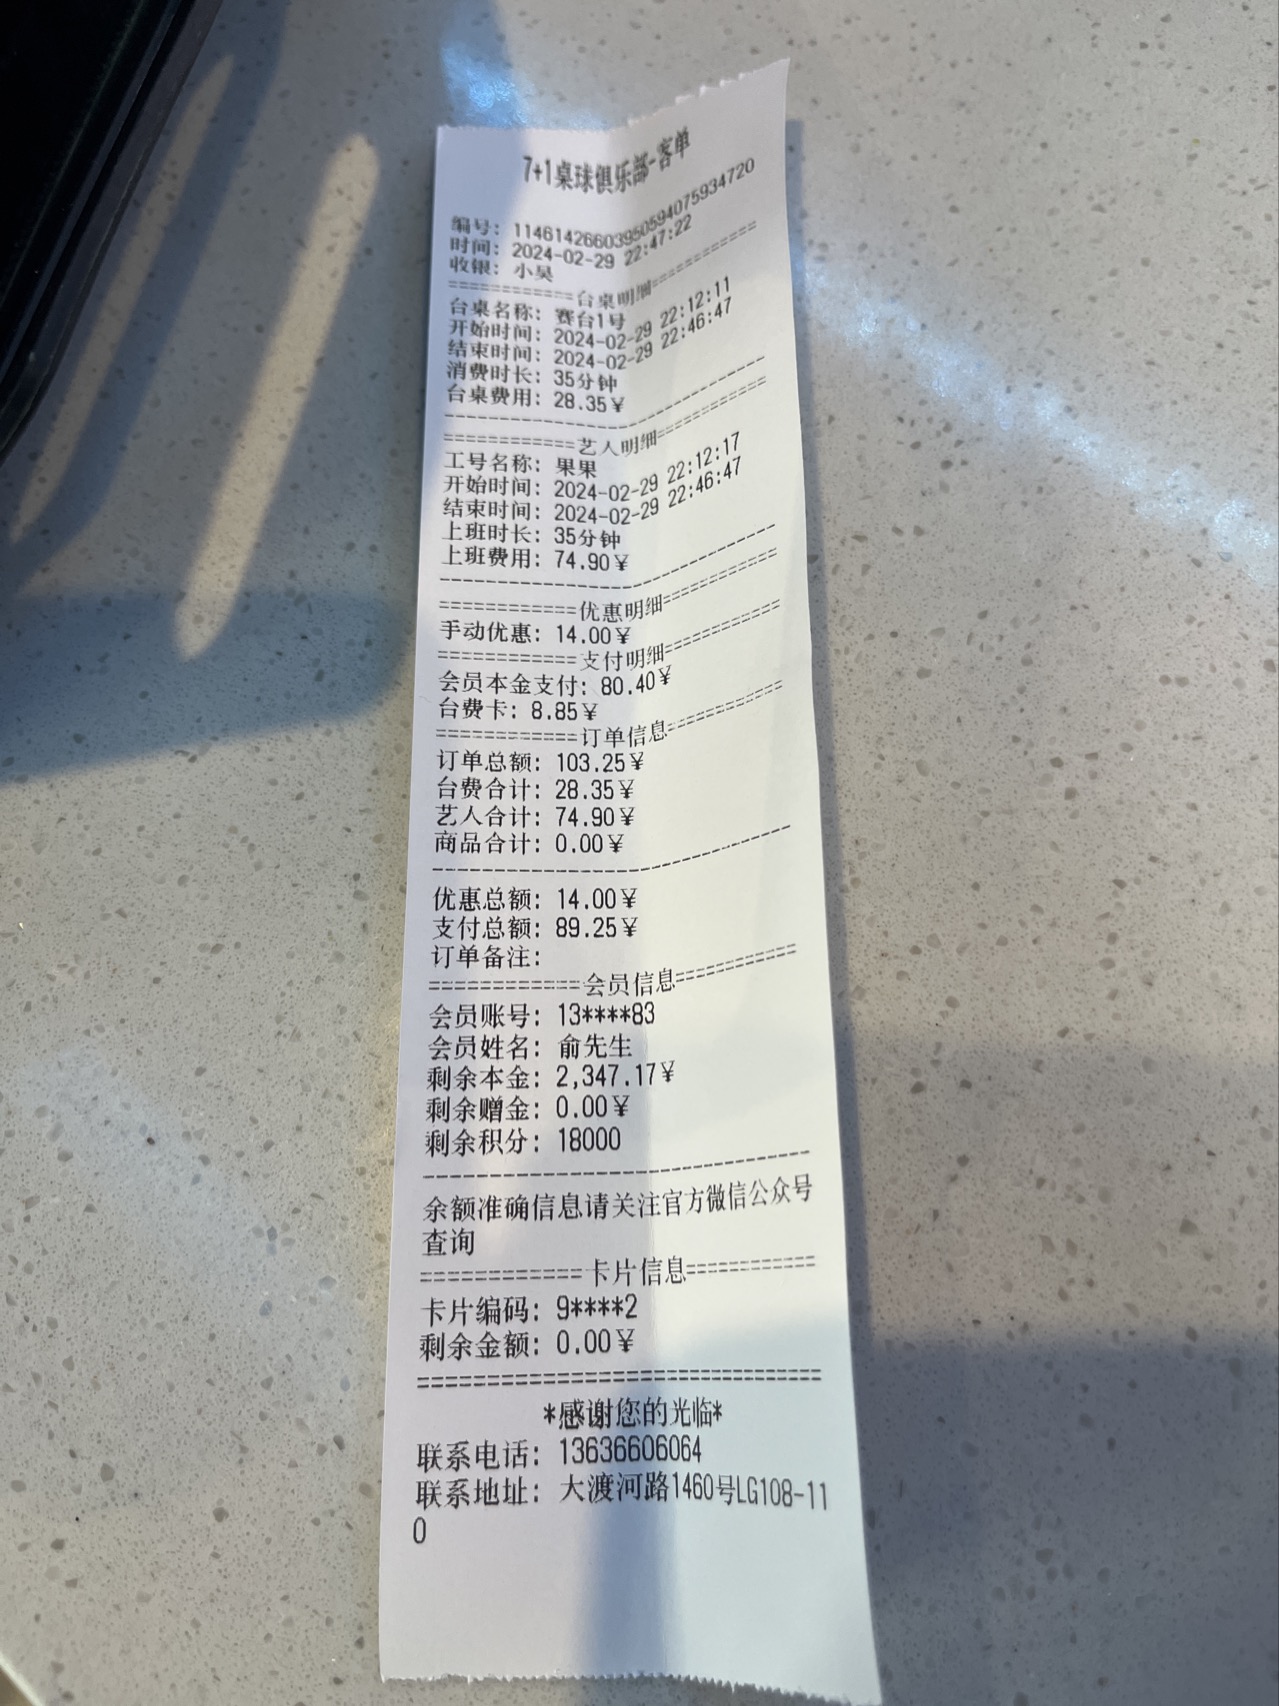 7+1桌球俱乐部-客单
编号: 11461426603950594075934720
时间: 2024-02-29 22:47:22
收银: 小吴
============台桌明细============
台桌名称: 赛台1号
开始时间: 2024-02-29 22:12:11
结束时间: 2024-02-29 22:46:47
消费时长: 35分钟
台桌费用: 28.35¥
--------------------------------
============艺人明细============
工号名称: 果果
开始时间: 2024-02-29 22:12:17
结束时间: 2024-02-29 22:46:47
上班时长: 35分钟
上班费用: 74.90¥
--------------------------------
============优惠明细============
手动优惠: 14.00¥
============支付明细============
会员本金支付: 80.40¥
台费卡: 8.85¥
============订单信息============
订单总额: 103.25¥
台费合计: 28.35¥
艺人合计: 74.90¥
商品合计: 0.00¥
--------------------------------
优惠总额: 14.00¥
支付总额: 89.25¥
订单备注:
============会员信息============
会员账号: 13****83
会员姓名: 俞先生
剩余本金: 2,347.17¥
剩余赠金: 0.00¥
剩余积分: 18000
--------------------------------
余额准确信息请关注官方微信公众号
查询
============卡片信息============
卡片编码: 9****2
剩余金额: 0.00¥
================================
*感谢您的光临*
联系电话: 13636606064
联系地址: 大渡河路1460号LG108-11
0